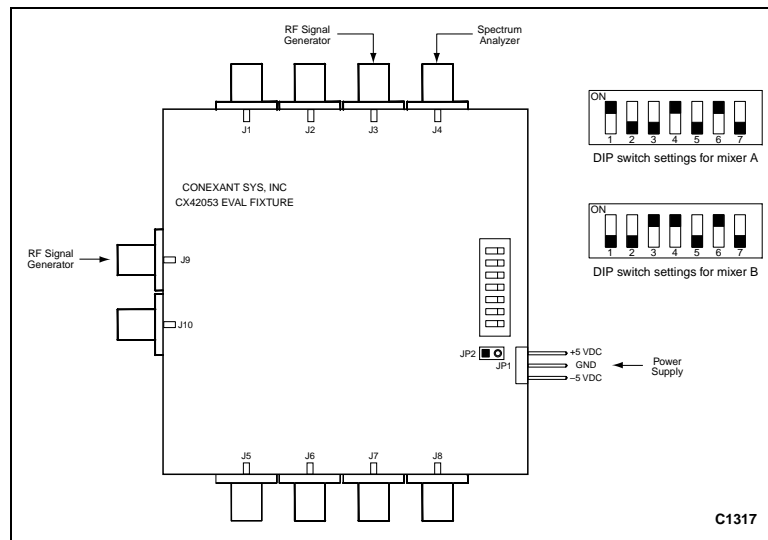 RF Signal
Generator
Spectrum
Analyzer
J1
J2
J3
J4
ON
1 2 3 4 5 6 7
DIP switch settings for mixer A
CONEXANT SYS, INC
CX42053 EVAL FIXTURE
ON
1 2 3 4 5 6 7
DIP switch settings for mixer B
RF Signal
Generator
J9
J10
JP2
JP1
+5 VDC
GND
–5 VDC
Power
Supply
J5
J6
J7
J8
C1317